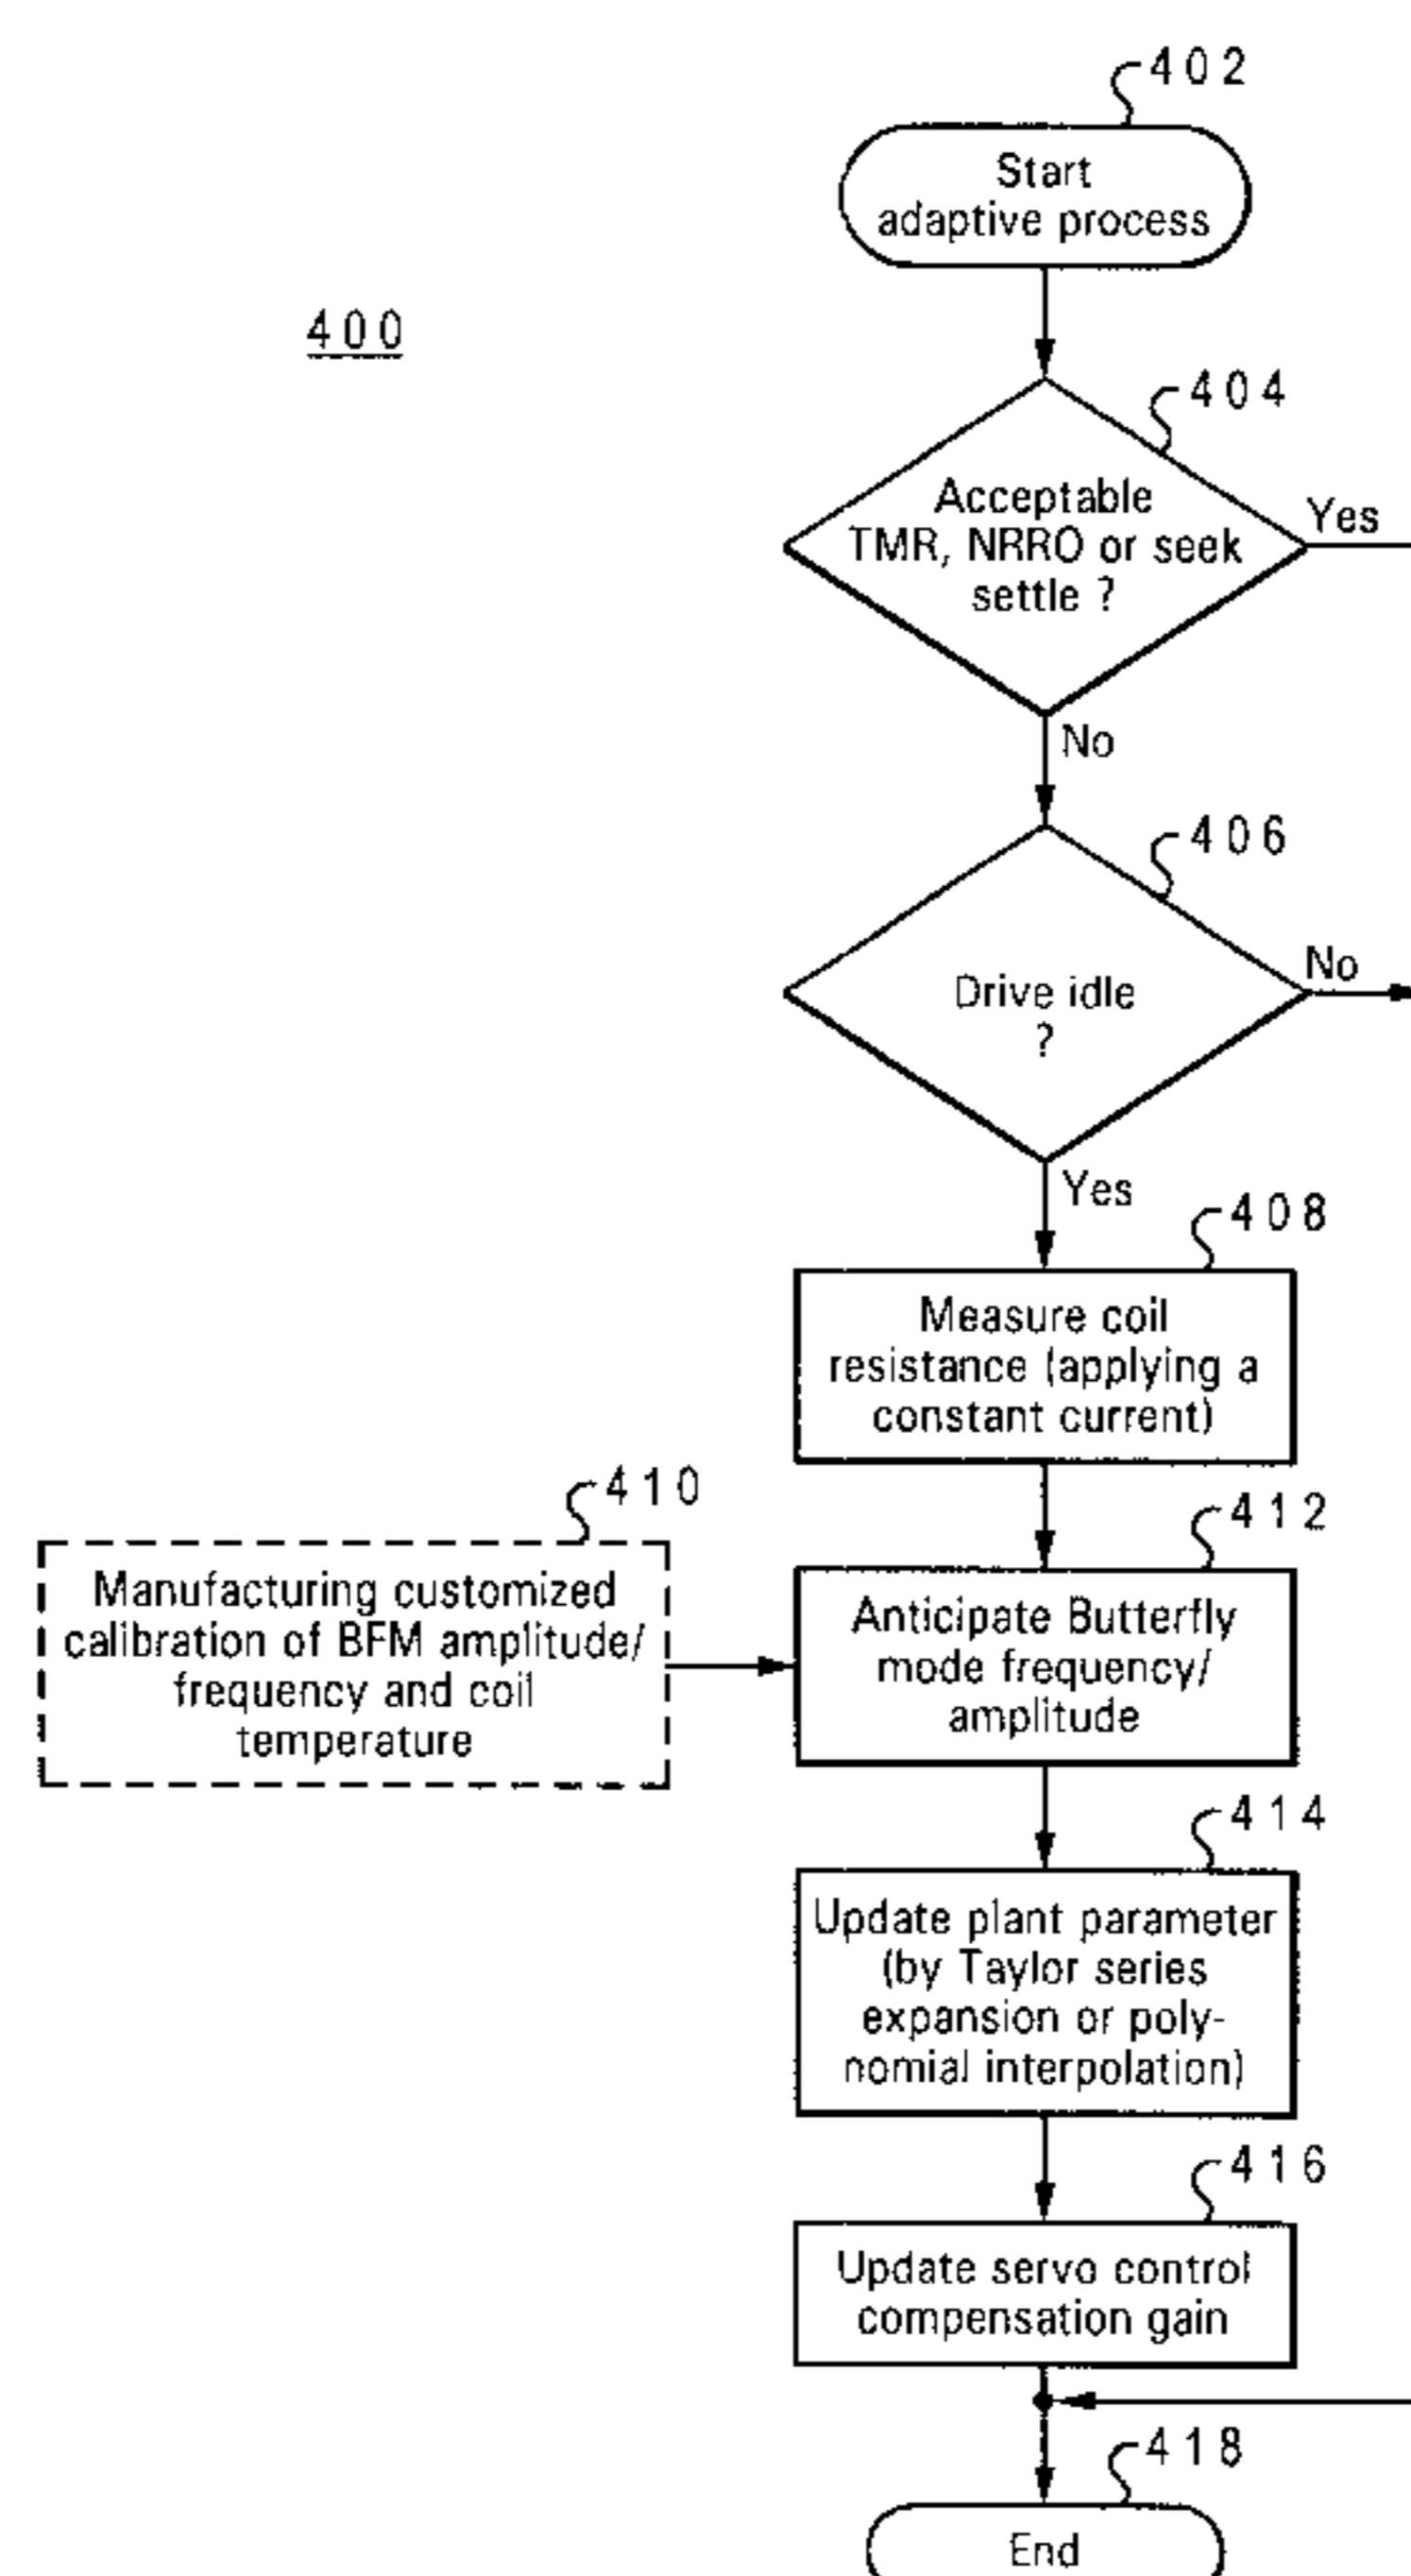 402
Start
adaptive process
400
404
Acceptable
TMR, NRRO or seek
settle ?
Yes
No
406
Drive idle
?
No
Yes
408
Measure coil
resistance (applying a
constant current)
410
Manufacturing customized
calibration of BFM amplitude/
frequency and coil
temperature
412
Anticipate Butterfly
mode frequency/
amplitude
414
Update plant parameter
(by Taylor series
expansion or poly-
nomial interpolation)
416
Update servo control
compensation gain
418
End